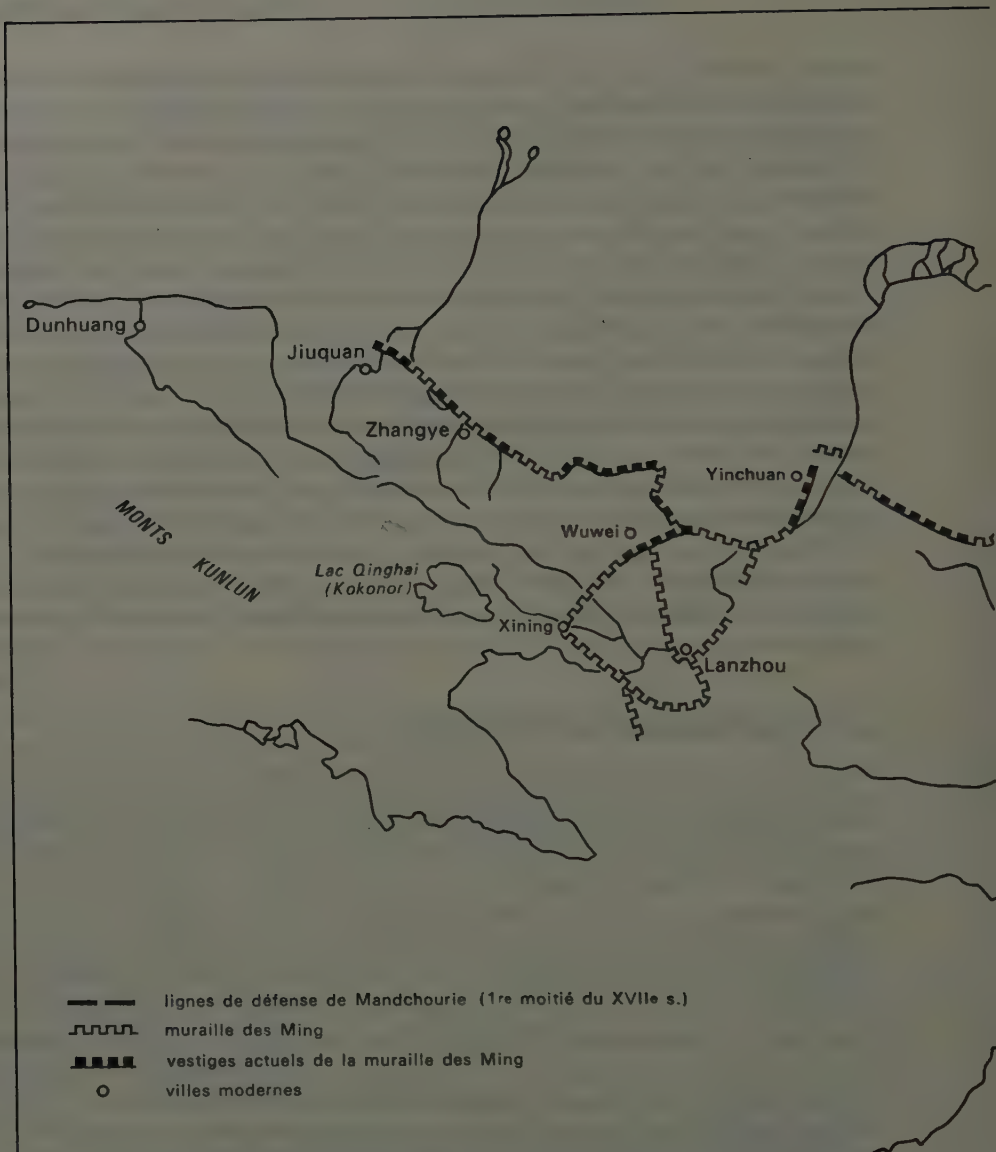 Dunhuang
Jiuquan
Zhangye
Yinchuan
Wuwei
MONTS
KUNLUN
Lac Qinghai
(Kokonor)
Xining
Lanzhou
lignes de défense de Mandchourie (1re moitié du XVIIe s.)
muraille des Ming
vestiges actuels de la muraille des Ming
villes modernes